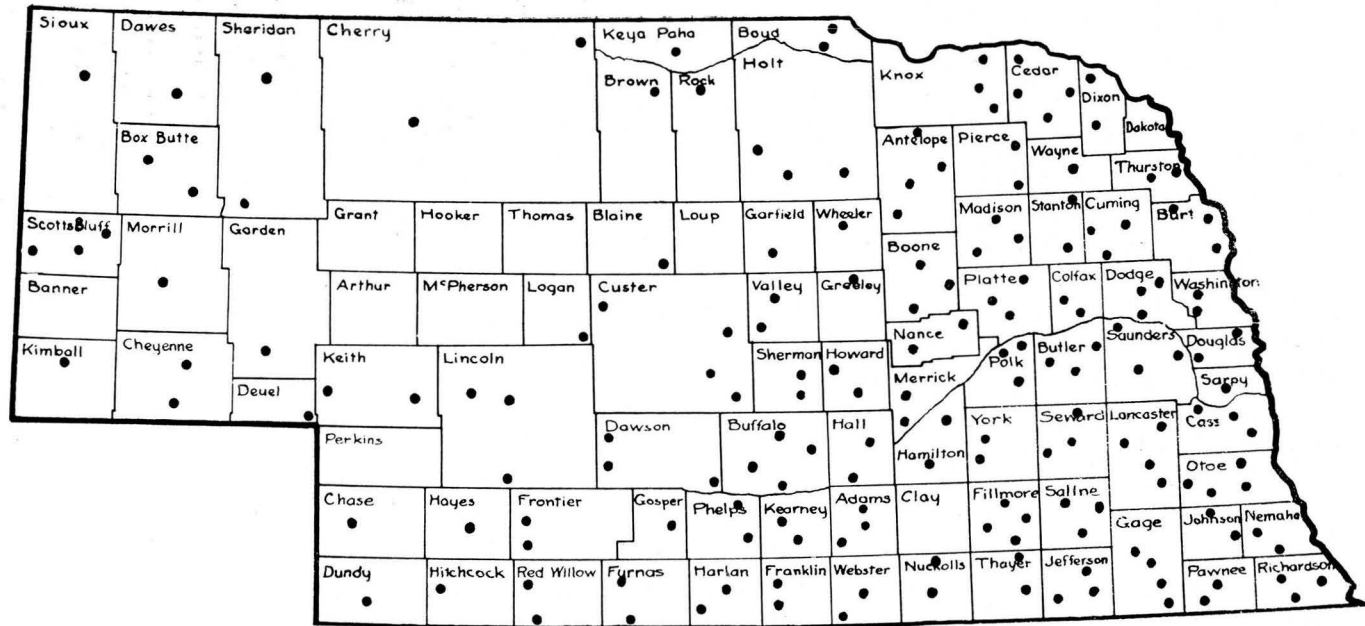 Sioux Dawes Sheridan Cherry Keya Paha Boyd
Holt Knox Cedar
Brown Rock Dixon
Dakota
Box Butte Antelope Pierce Wayne
Thurston
Scotts Bluff Morrill Garden Grant Hooker Thomas Blaine Loup Garfield Wheeler Madison Stanton Cuming Burt
Boone
Banner Arthur McPherson Logan Custer Valley Greeley Platte Colfax Dodge Washington
Kimball Cheyenne Keith Lincoln Sherman Howard Nance Polk Butler Saunders Douglas
Deuel Merrick Sarpy
Perkins Dawson Buffalo Hall Hamilton York Seward Lancaster Cass
Otoe
Chase Hayes Frontier Gosper Phelps Kearney Adams Clay Fillmore Saline Gage Johnson Nemaha
Dundy Hitchcock Red Willow Furnas Harlan Franklin Webster Nuckolls Thayer Jefferson Pawnee Richardson